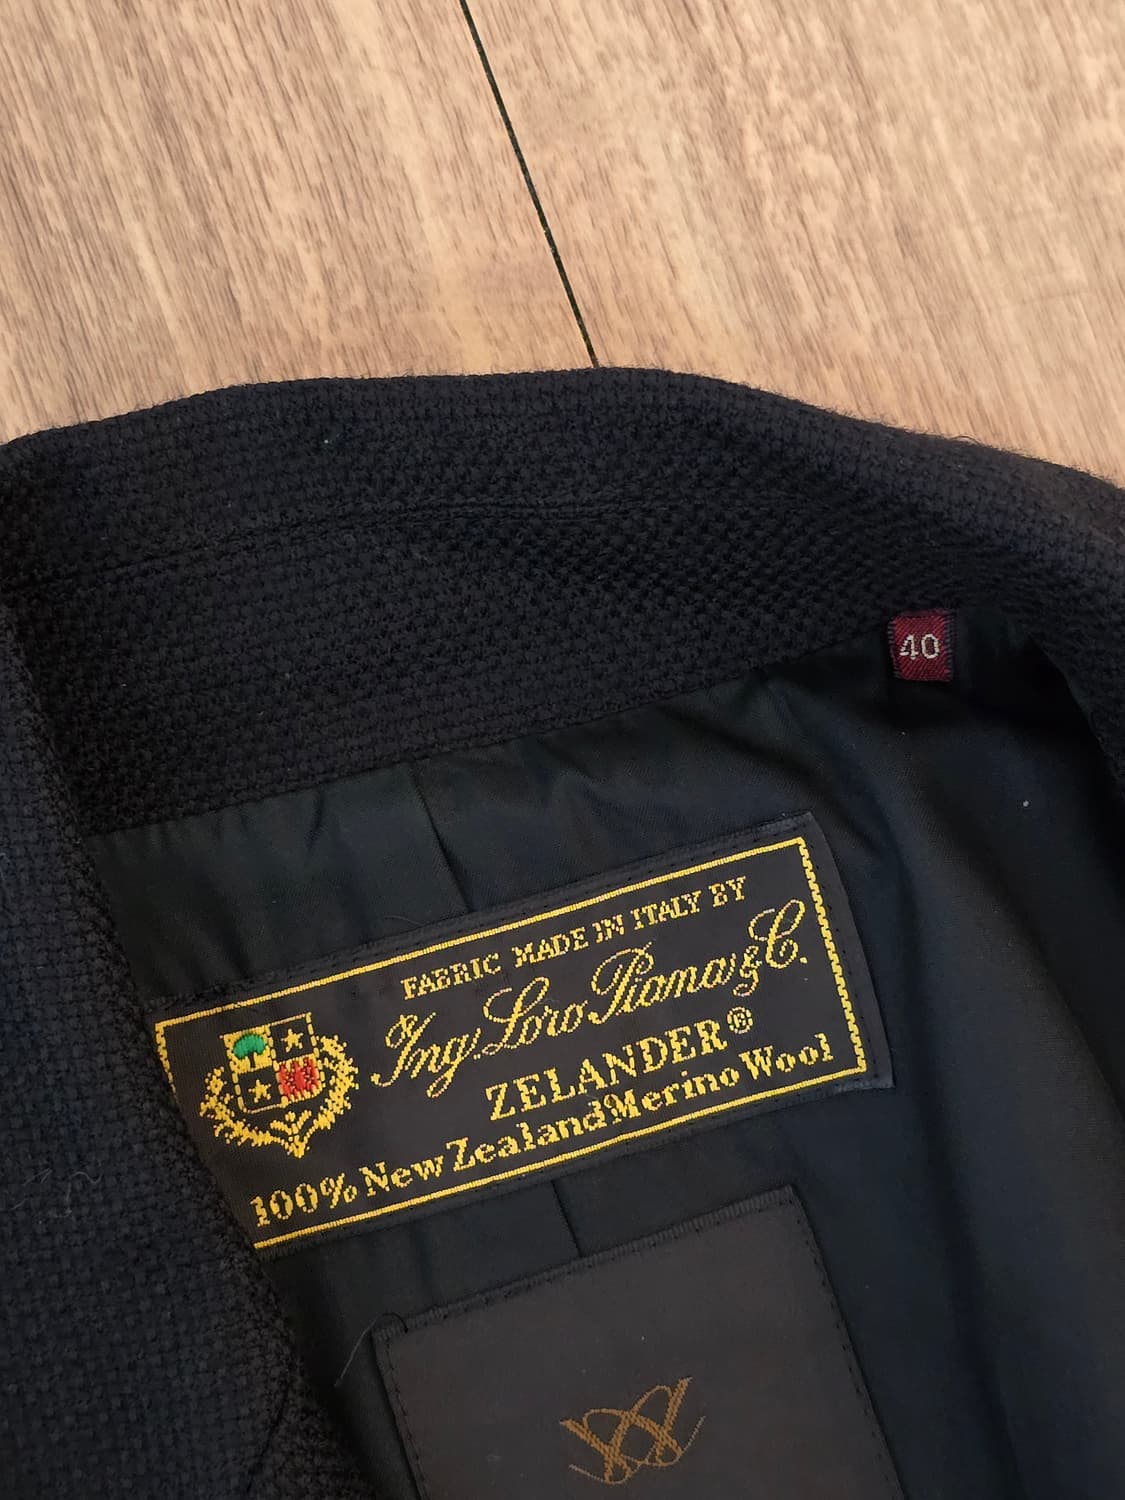 40
FABRIC MADE IN ITALY BY
Ing. Loro Piana & C.
ZELANDER®
100% New Zealand Merino Wool